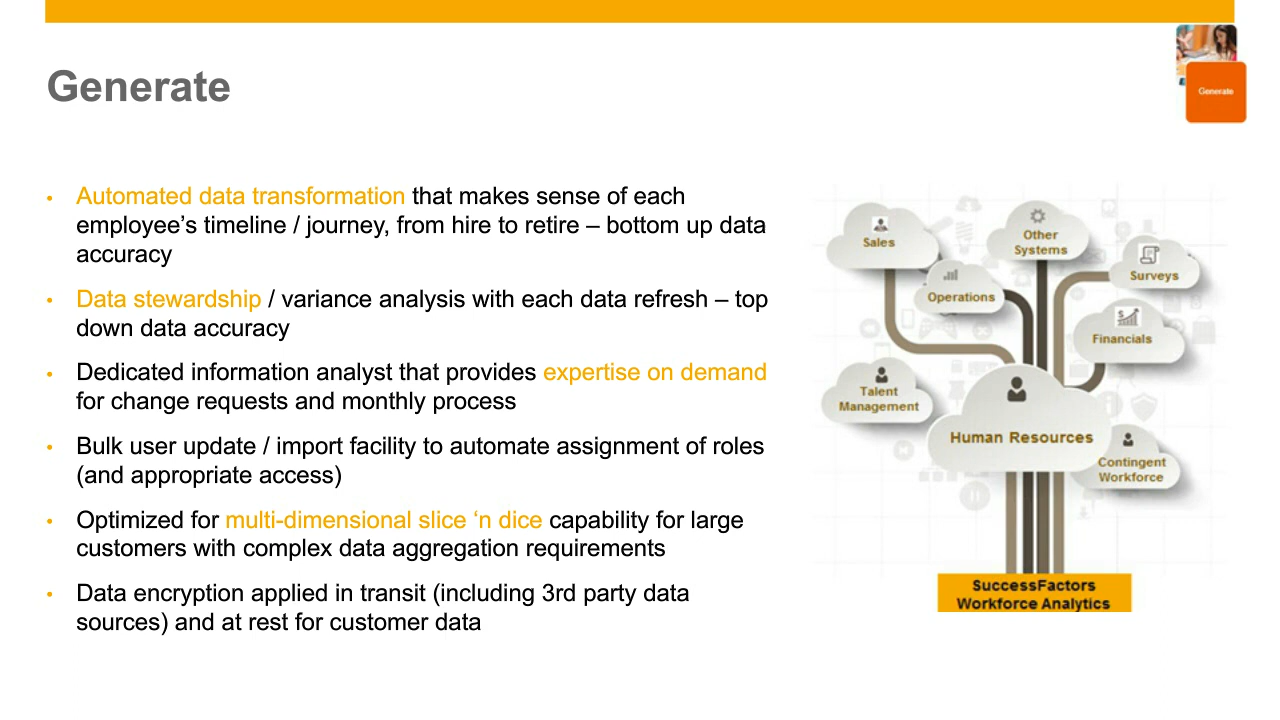 Generate
Generate
• Automated data transformation that makes sense of each
employee’s timeline / journey, from hire to retire – bottom up data
accuracy
• Data stewardship / variance analysis with each data refresh – top
down data accuracy
• Dedicated information analyst that provides expertise on demand
for change requests and monthly process
• Bulk user update / import facility to automate assignment of roles
(and appropriate access)
• Optimized for multi-dimensional slice ‘n dice capability for large
customers with complex data aggregation requirements
• Data encryption applied in transit (including 3rd party data
sources) and at rest for customer data
Sales
Other
Systems
Surveys
Operations
Financials
Talent
Management
Human Resources
Contingent
Workforce
SuccessFactors
Workforce Analytics